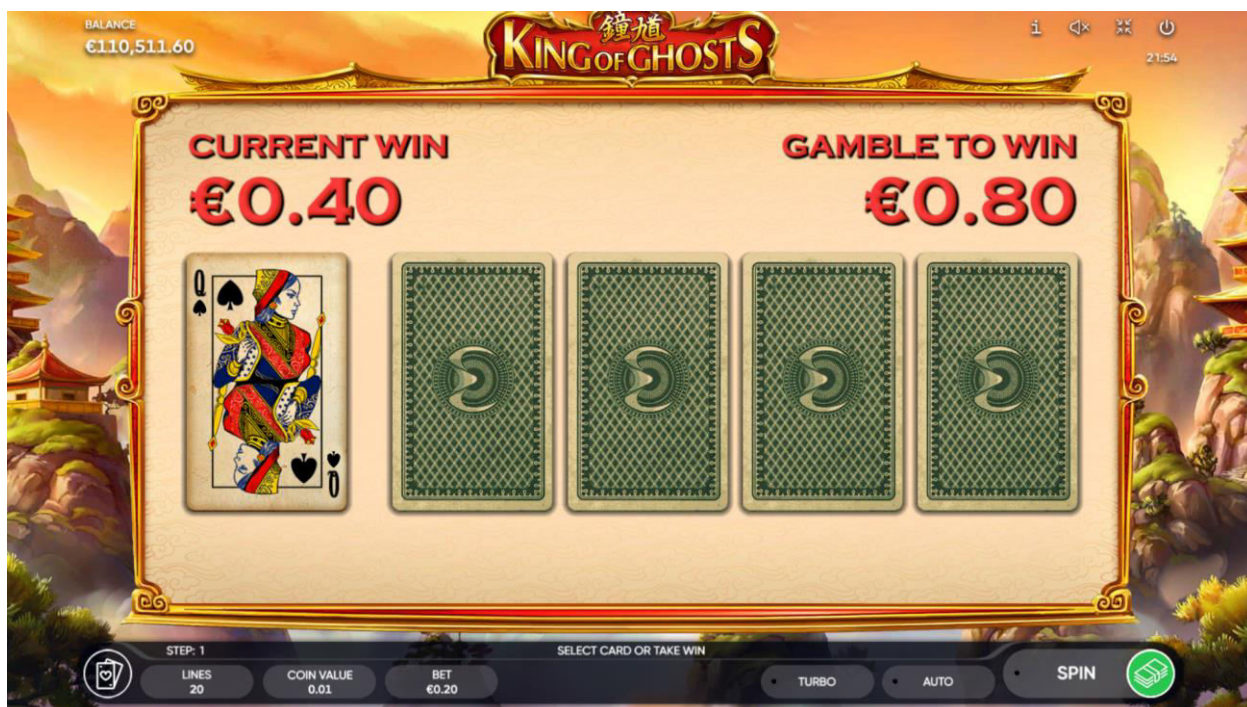 BALANCE
€110,511.60
鐘馗
KING OF GHOSTS
i
21:54
CURRENT WIN
€0.40
GAMBLE TO WIN
€0.80
Q
Q
STEP: 1
SELECT CARD OR TAKE WIN
LINES
20
COIN VALUE
0.01
BET
€0.20
TURBO
AUTO
SPIN